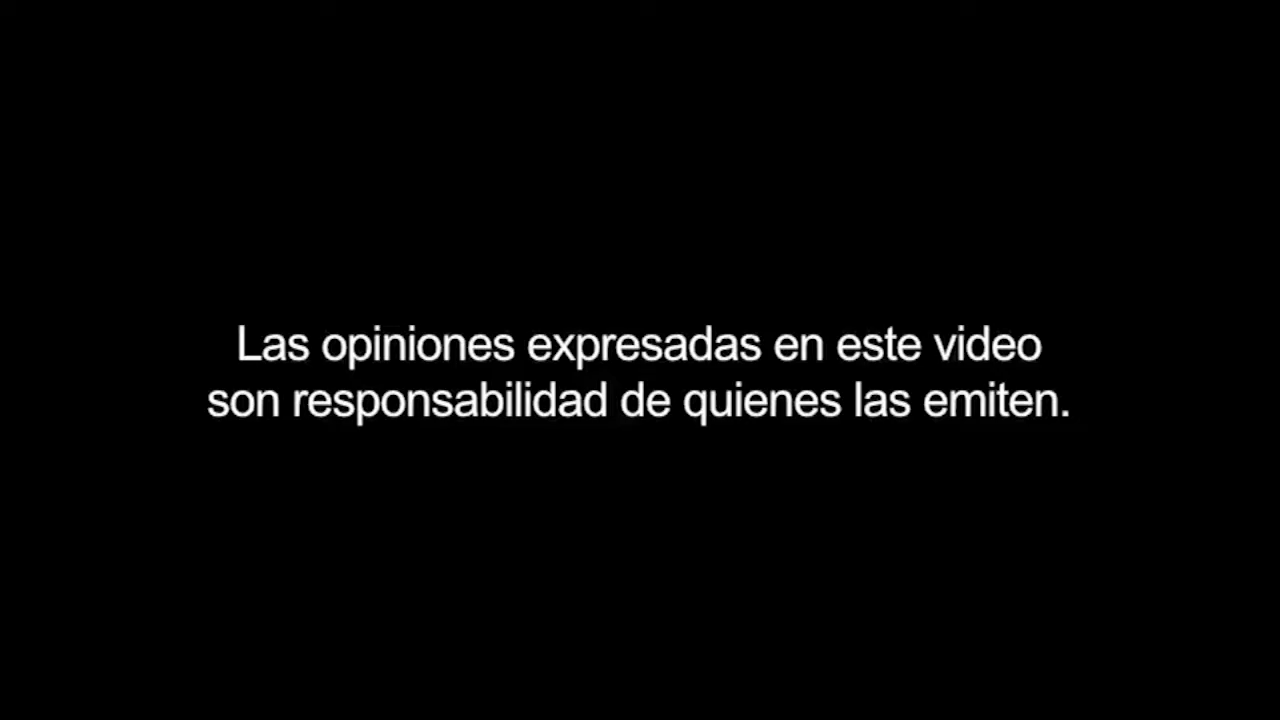 Las opiniones expresadas en este video
son responsabilidad de quienes las emiten.